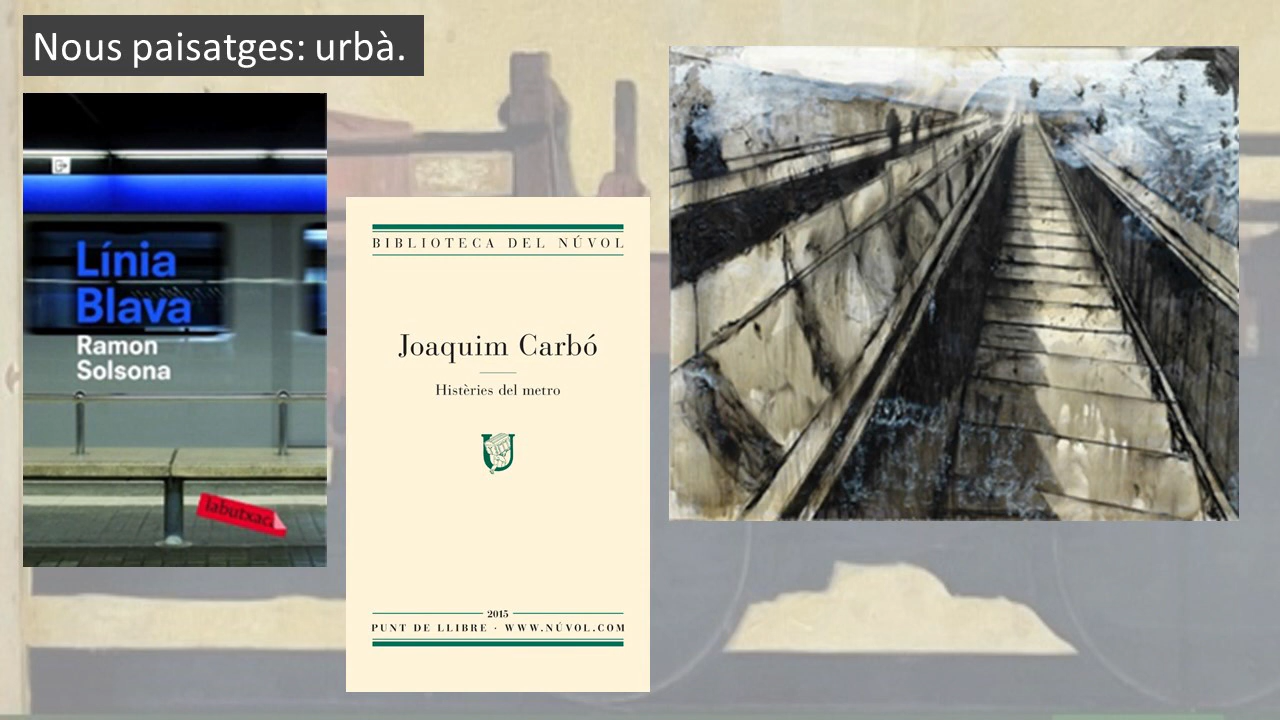 Nous paisatges: urbà.
Línia
Blava
Ramon
Solsona
labutxaca
BIBLIOTECA DEL NÚVOL
Joaquim Carbó
Histèries del metro
2015
PUNT DE LLIBRE · WWW.NÚVOL.COM